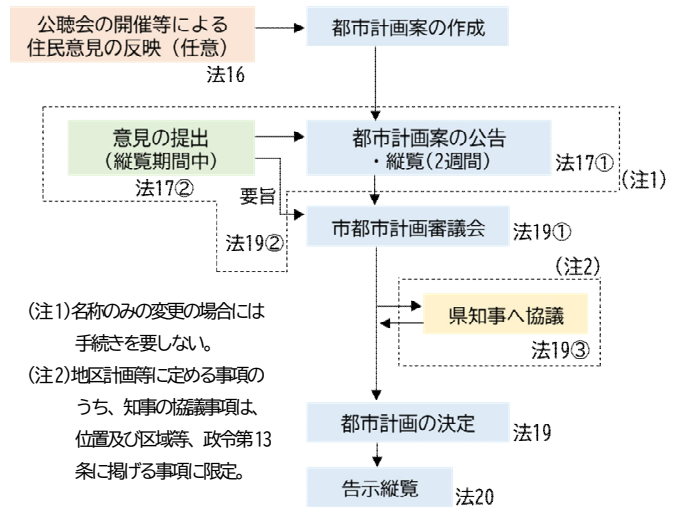 公聴会の開催等による
住民意見の反映（任意）
法16
都市計画案の作成
意見の提出
（縦覧期間中）
法17②
都市計画案の公告
・縦覧（2週間）
法17①
（注1）
要旨
法19②
市都市計画審議会
法19①
（注2）
県知事へ協議
法19③
（注1）名称のみの変更の場合には
手続きを要しない。
（注2）地区計画等に定める事項の
うち、知事の協議事項は、
位置及び区域等、政令第13
条に掲げる事項に限定。
都市計画の決定
法19
告示縦覧
法20